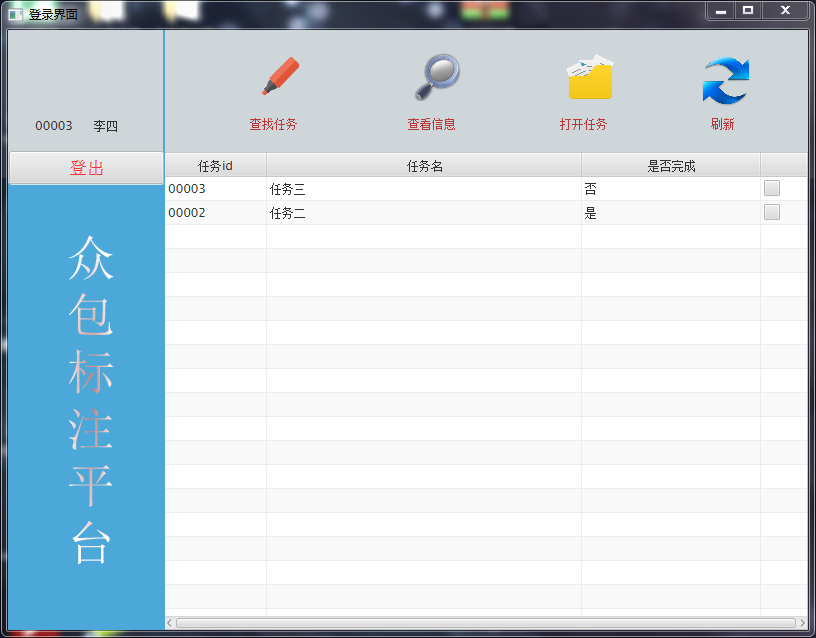 登录界面
00003 李四
查找任务 查看信息 打开任务 刷新
登出
任务id 任务名 是否完成
00003 任务三 否
00002 任务二 是
众
包
标
注
平
台